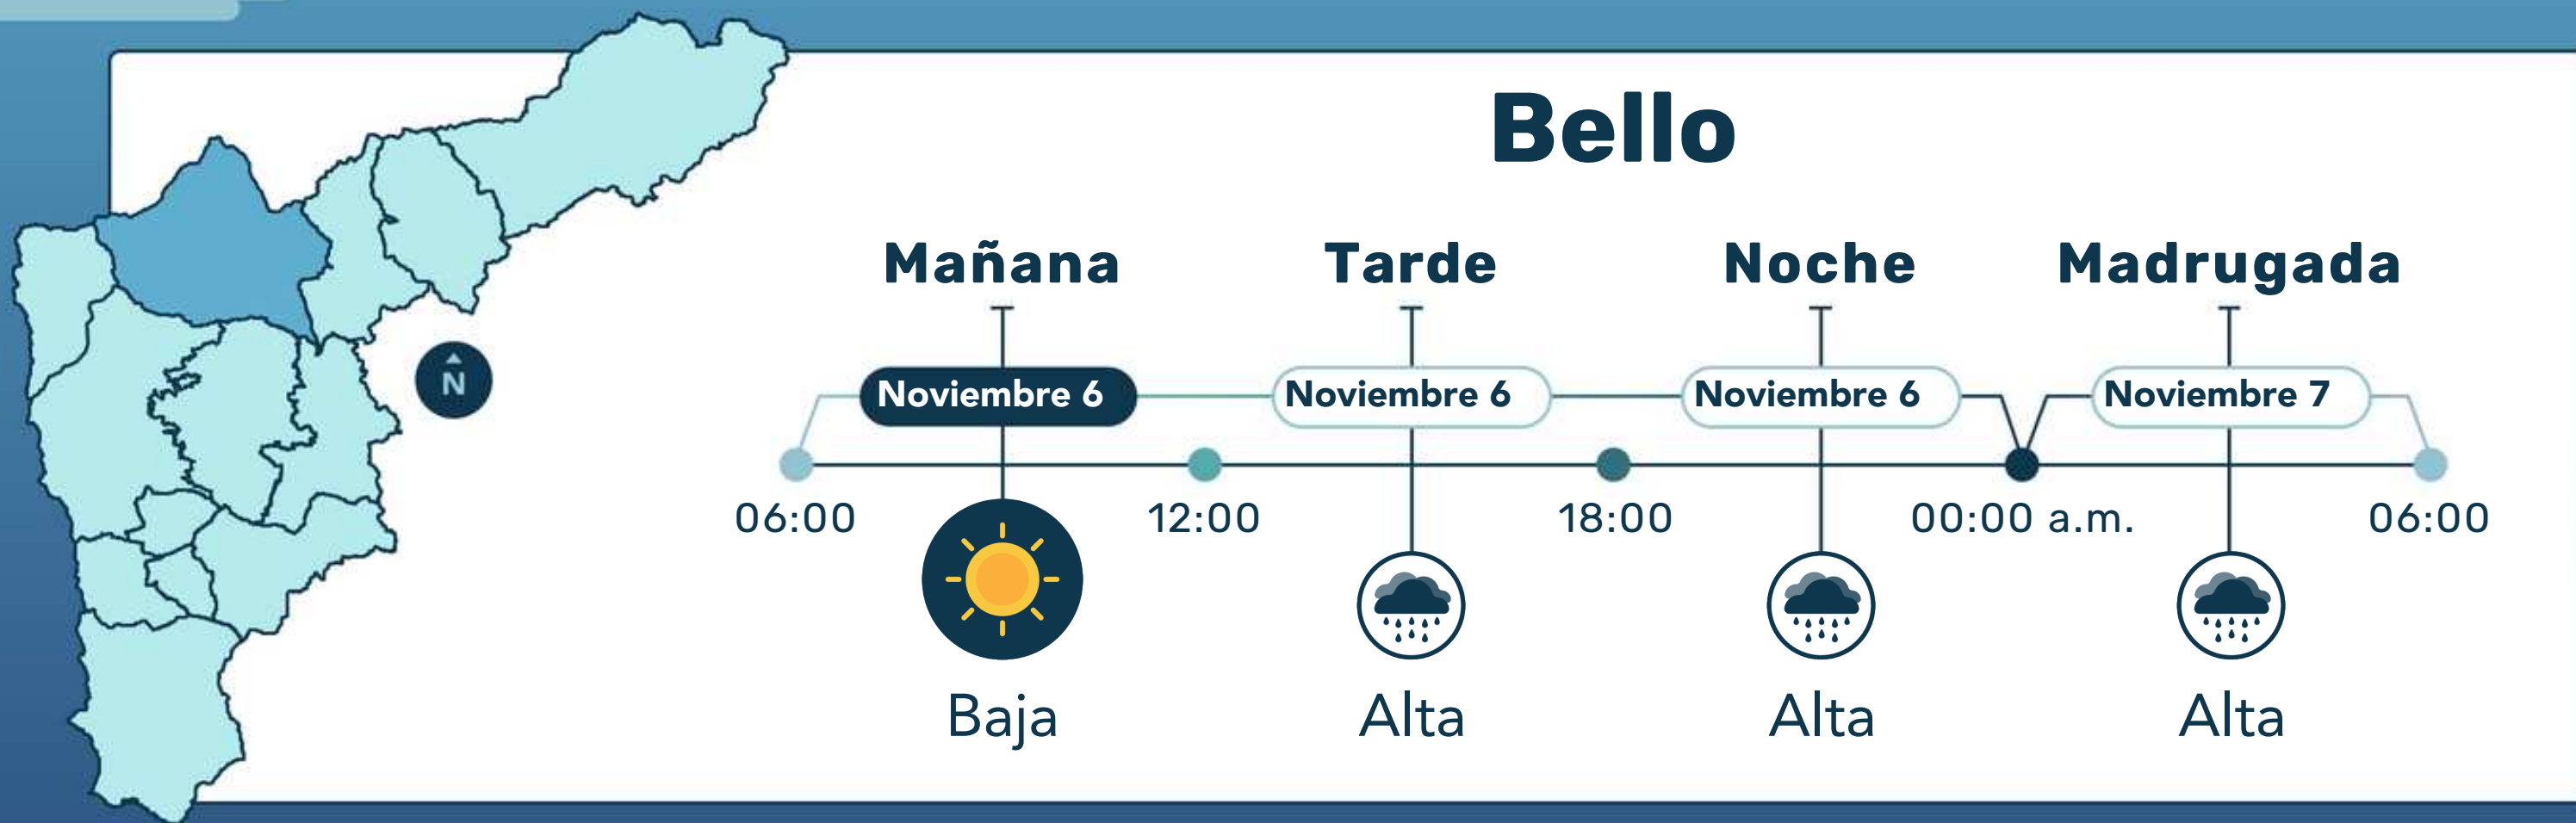 Bello
Mañana Tarde Noche Madrugada
N
Noviembre 6 Noviembre 6 Noviembre 6 Noviembre 7
06:00 12:00 18:00 00:00 a.m. 06:00
Baja Alta Alta Alta